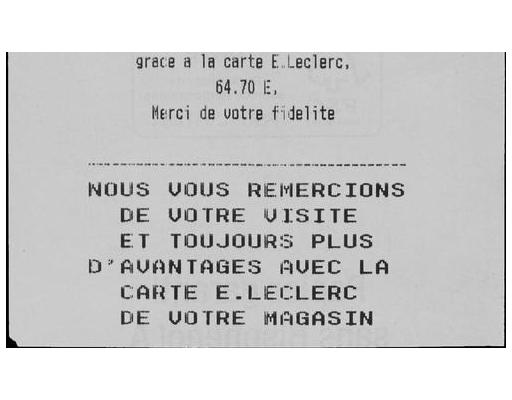 grace a la carte E.Leclerc,
64.70 E,
Merci de votre fidelite
NOUS VOUS REMERCIONS
DE VOTRE VISITE
ET TOUJOURS PLUS
D'AVANTAGES AVEC LA
CARTE E.LECLERC
DE VOTRE MAGASIN